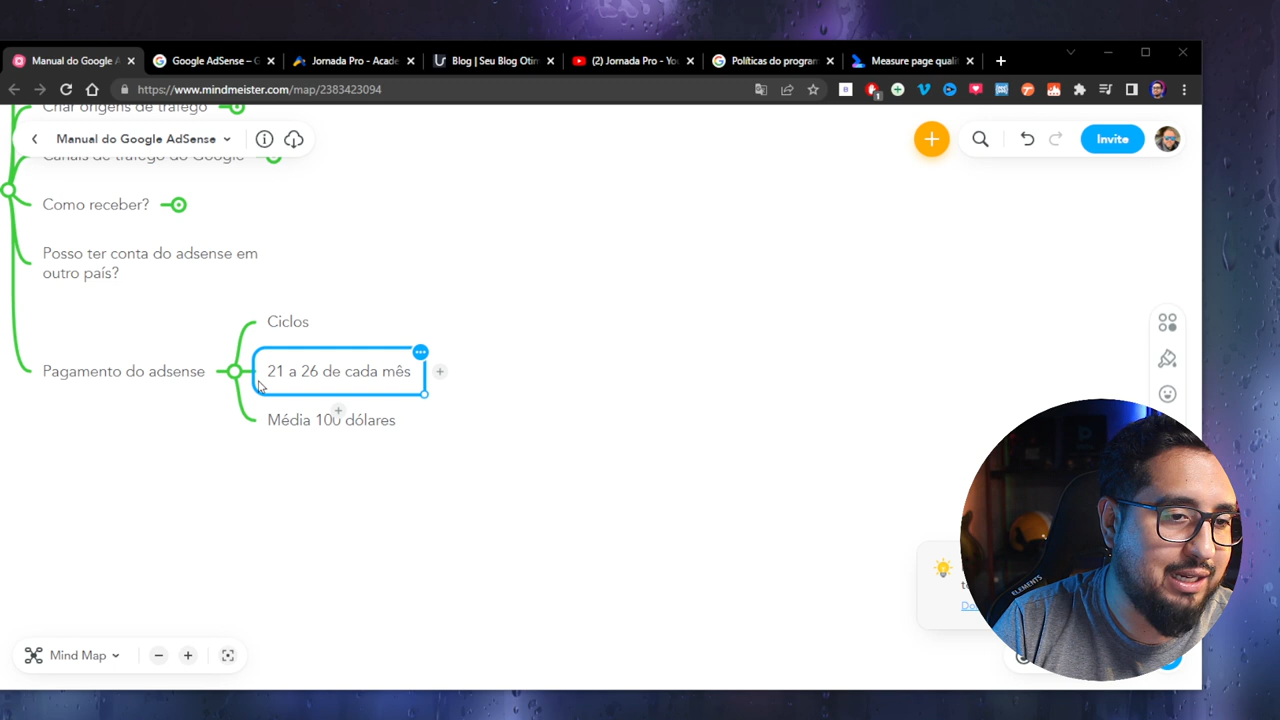 Manual do Google A
Google AdSense – G
Jornada Pro - Acade
Blog | Seu Blog Otim
(2) Jornada Pro - Yo
Políticas do program
Measure page quali
https://www.mindmeister.com/map/2383423094
1
Criar origens de tráfego
Manual do Google AdSense
Invite
Canais de tráfego do Google
Como receber?
Posso ter conta do adsense em
outro país?
Ciclos
Pagamento do adsense
21 a 26 de cada mês
Média 100 dólares
ELEMENTS
Mind Map